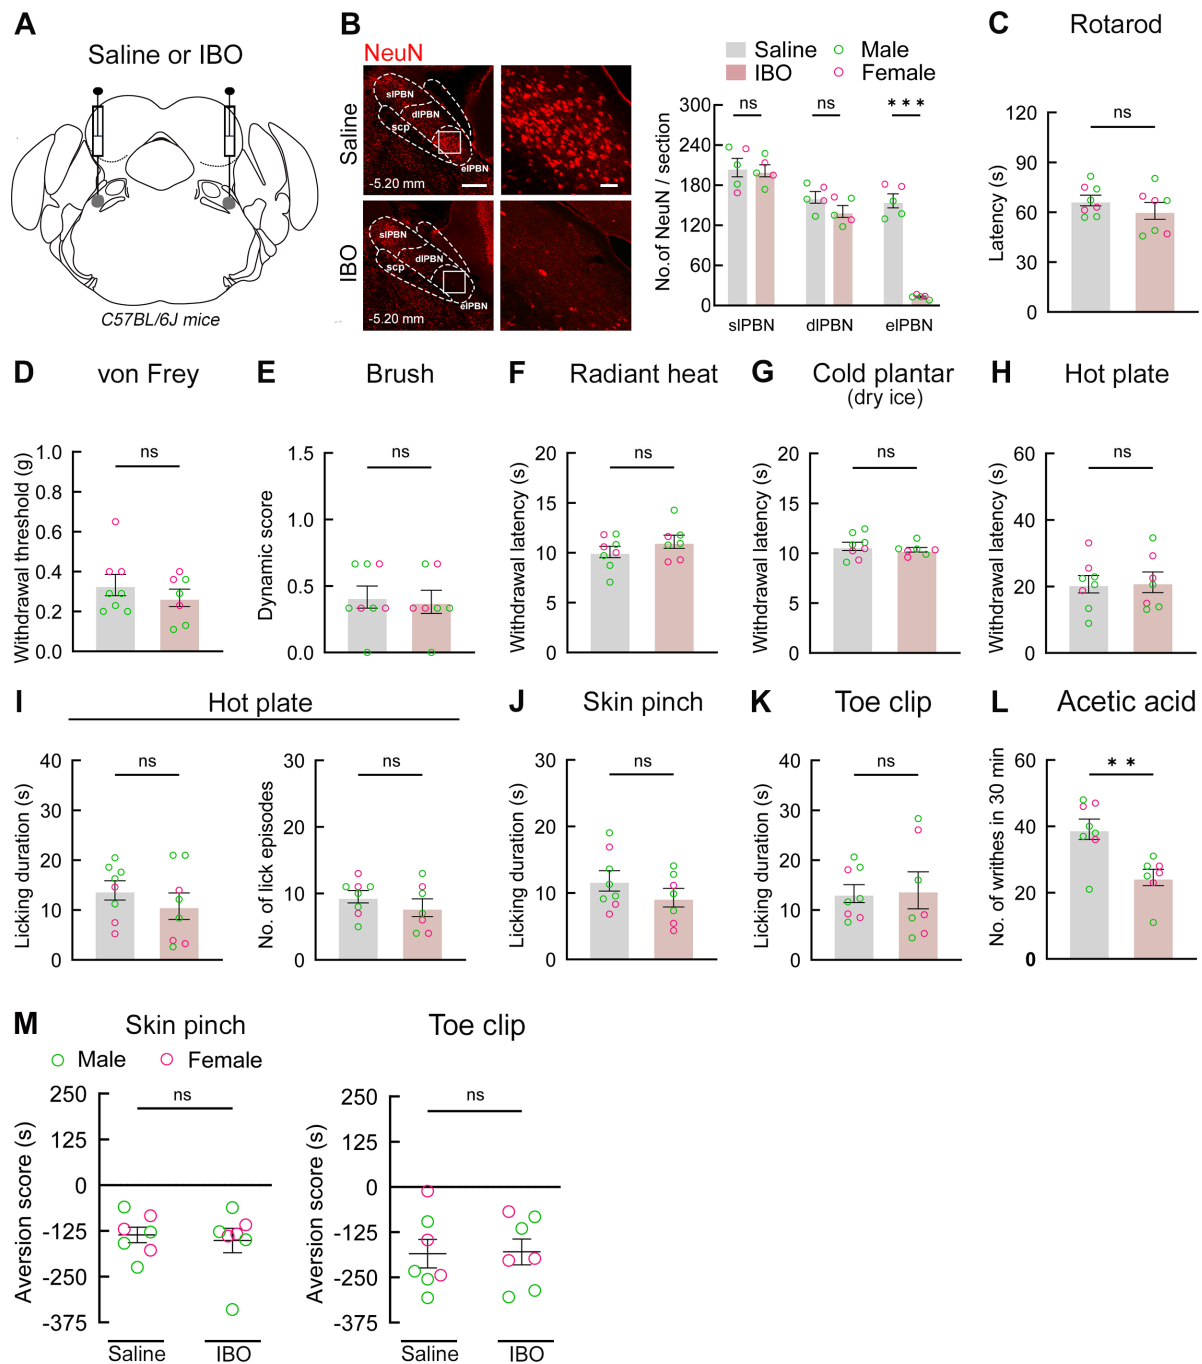 A
Saline or IBO
C57BL/6J mice
B
NeuN
Saline
IBO
slPBN
dlPBN
scp
elPBN
-5.20 mm
slPBN
dlPBN
scp
elPBN
-5.20 mm
Saline
Male
IBO
Female
No.of NeuN / section
300
240
180
120
60
0
ns
ns
***
slPBN
dlPBN
elPBN
C
Rotarod
Latency (s)
120
90
60
30
0
ns
D
von Frey
Withdrawal threshold (g)
1.0
0.8
0.6
0.4
0.2
0.0
ns
E
Brush
Dynamic score
1.5
1.0
0.5
0.0
ns
F
Radiant heat
Withdrawal latency (s)
20
15
10
5
0
ns
G
Cold plantar
(dry ice)
Withdrawal latency (s)
20
15
10
5
0
ns
H
Hot plate
Withdrawal latency (s)
60
40
20
0
ns
I
Hot plate
Licking duration (s)
40
30
20
10
0
ns
No. of lick episodes
30
20
10
0
ns
J
Skin pinch
Licking duration (s)
30
20
10
0
ns
K
Toe clip
Licking duration (s)
40
30
20
10
0
ns
L
Acetic acid
No. of writhes in 30 min
60
40
20
0
**
M
Skin pinch
Male
Female
Aversion score (s)
250
125
0
-125
-250
-375
ns
Saline
IBO
Toe clip
Aversion score (s)
250
125
0
-125
-250
-375
ns
Saline
IBO